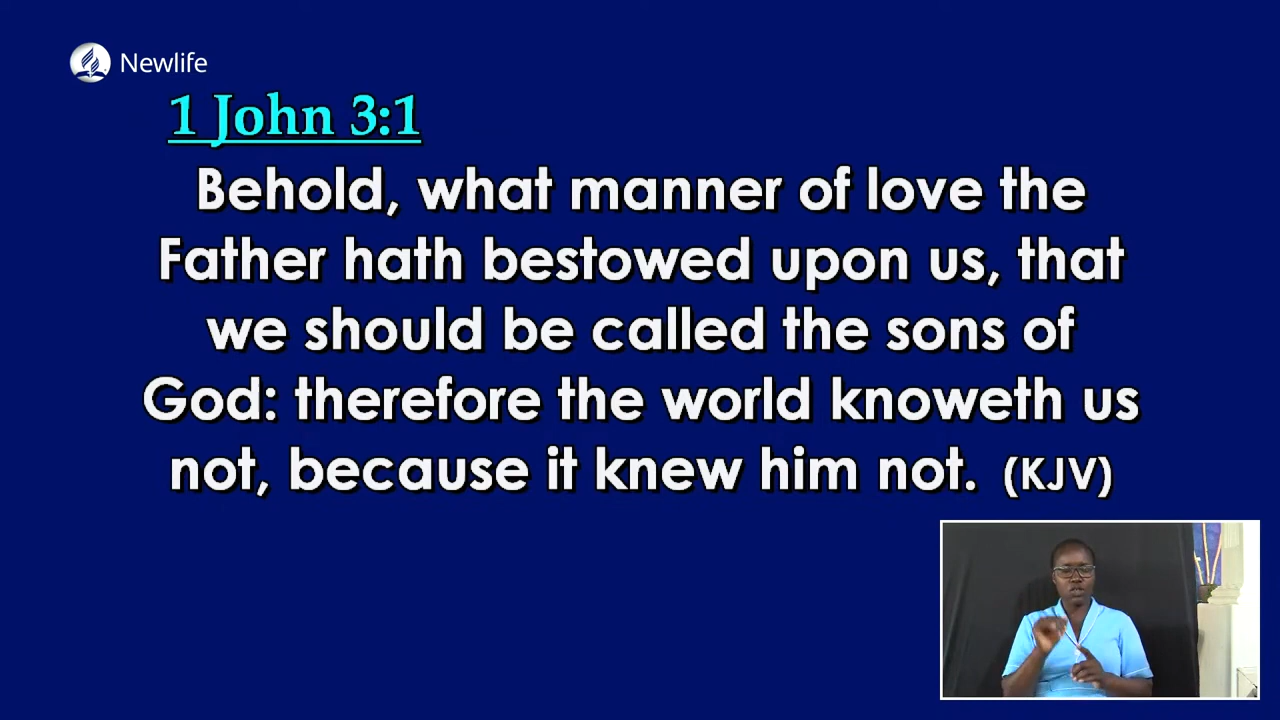 Newlife
1 John 3:1
Behold, what manner of love the
Father hath bestowed upon us, that
we should be called the sons of
God: therefore the world knoweth us
not, because it knew him not. (KJV)